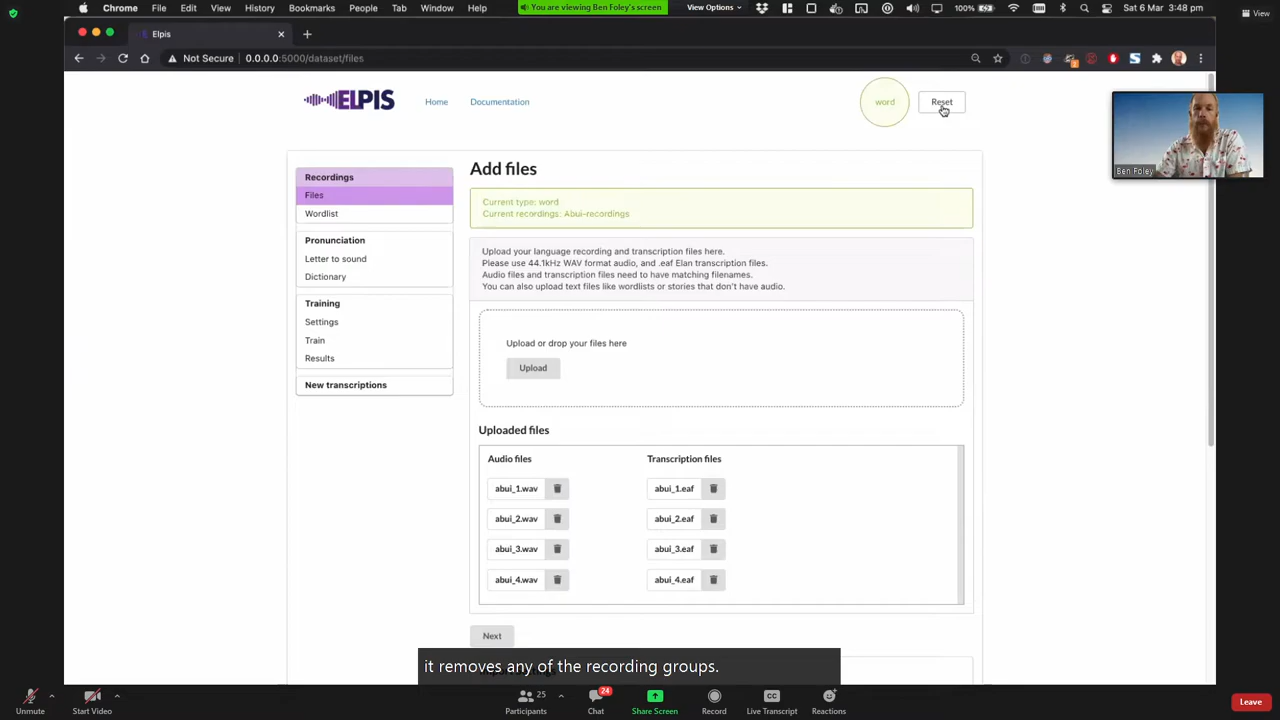 Chrome File Edit View History Bookmarks People Tab Window Help
You are viewing Ben Foley's screen
View Options
100%
Sat 6 Mar 3:48 pm
View
Elpis
Not Secure 0.0.0.0:5000/dataset/files
ELPIS
Home
Documentation
word
Reset
Ben Foley
Recordings
Files
Wordlist
Pronunciation
Letter to sound
Dictionary
Training
Settings
Train
Results
New transcriptions
Add files
Current type: word
Current recordings: Abui-recordings
Upload your language recording and transcription files here.
Please use 44.1kHz WAV format audio, and .eaf Elan transcription files.
Audio files and transcription files need to have matching filenames.
You can also upload text files like wordlists or stories that don't have audio.
Upload or drop your files here
Upload
Uploaded files
Audio files Transcription files
abui_1.wav abui_1.eaf
abui_2.wav abui_2.eaf
abui_3.wav abui_3.eaf
abui_4.wav abui_4.eaf
Next
it removes any of the recording groups.
Unmute
Start Video
Participants 25
Chat 24
Share Screen
Record
Live Transcript
Reactions
Leave